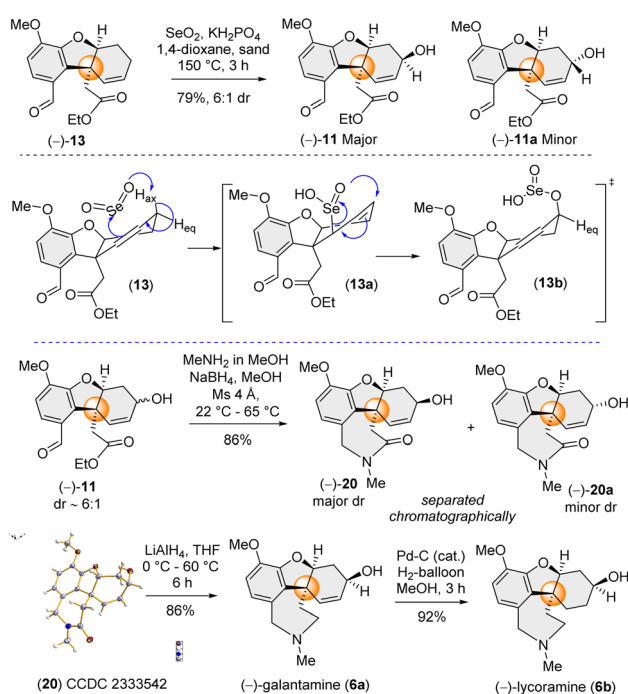 MeO
O
H
O
O
EtO
(−)-13
SeO2, KH2PO4
1,4-dioxane, sand
150 °C, 3 h
79%, 6:1 dr
MeO
O
H
OH
H
O
O
EtO
(−)-11 Major
MeO
O
H
OH
H
O
O
EtO
(−)-11a Minor
O
O
Se
Hax
Heq
MeO
O
O
O
OEt
(13)
HO
O
Se
MeO
O
O
O
OEt
(13a)
O
Se
HO
O
Heq
MeO
O
O
O
OEt
(13b)
‡
MeO
O
H
OH
O
O
EtO
(−)-11
dr ~ 6:1
MeNH2 in MeOH
NaBH4, MeOH
Ms 4 Å,
22 °C - 65 °C
86%
MeO
O
H
OH
O
N
Me
(−)-20
major dr
+
MeO
O
H
OH
O
N
Me
(−)-20a
minor dr
separated
chromatographically
(20) CCDC 2333542
LiAlH4, THF
0 °C - 60 °C
6 h
86%
MeO
O
H
OH
N
Me
(−)-galantamine (6a)
Pd-C (cat.)
H2-balloon
MeOH, 3 h
92%
MeO
O
H
OH
N
Me
(−)-lycoramine (6b)